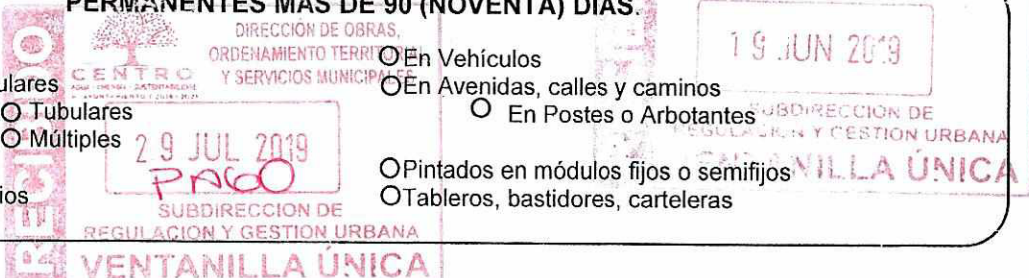 PERMANENTES MAS DE 90 (NOVENTA) DIAS.
DIRECCIÓN DE OBRAS,
ORDENAMIENTO TERRITORIAL
Y SERVICIOS MUNICIPALES
CENTRO
O En Vehículos
O En Avenidas, calles y caminos
O En Postes o Arbotantes
ulares
O Tubulares
O Múltiples
ios
29 JUL 2019
PAGO
SUBDIRECCION DE
REGULACION Y GESTION URBANA
VENTANILLA ÚNICA
RECIBIDO
19 JUN 2019
SUBDIRECCIÓN DE
REGULACION Y GESTION URBANA
VENTANILLA ÚNICA
O Pintados en módulos fijos o semifijos
O Tableros, bastidores, carteleras